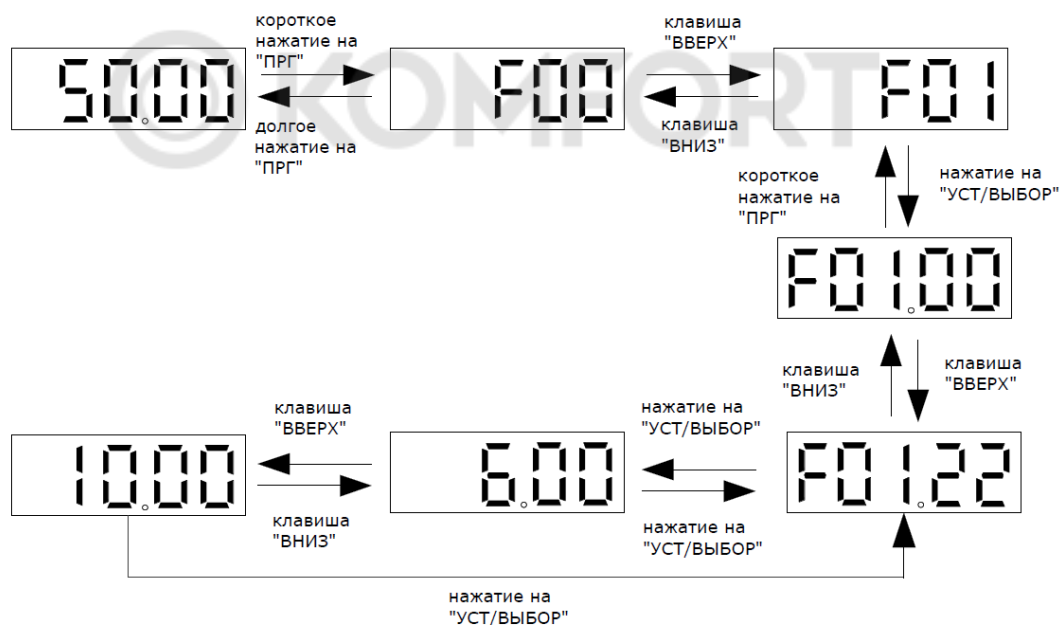 короткое
нажатие на
"ПРГ"
клавиша
"ВВЕРХ"
© KOMFORT
50.00
F00
F01
долгое
нажатие на
"ПРГ"
клавиша
"ВНИЗ"
короткое
нажатие на
"ПРГ"
нажатие на
"УСТ/ВЫБОР"
F01.00
клавиша
"ВНИЗ"
клавиша
"ВВЕРХ"
клавиша
"ВВЕРХ"
нажатие на
"УСТ/ВЫБОР"
10.00
6.00
F01.22
клавиша
"ВНИЗ"
нажатие на
"УСТ/ВЫБОР"
нажатие на
"УСТ/ВЫБОР"